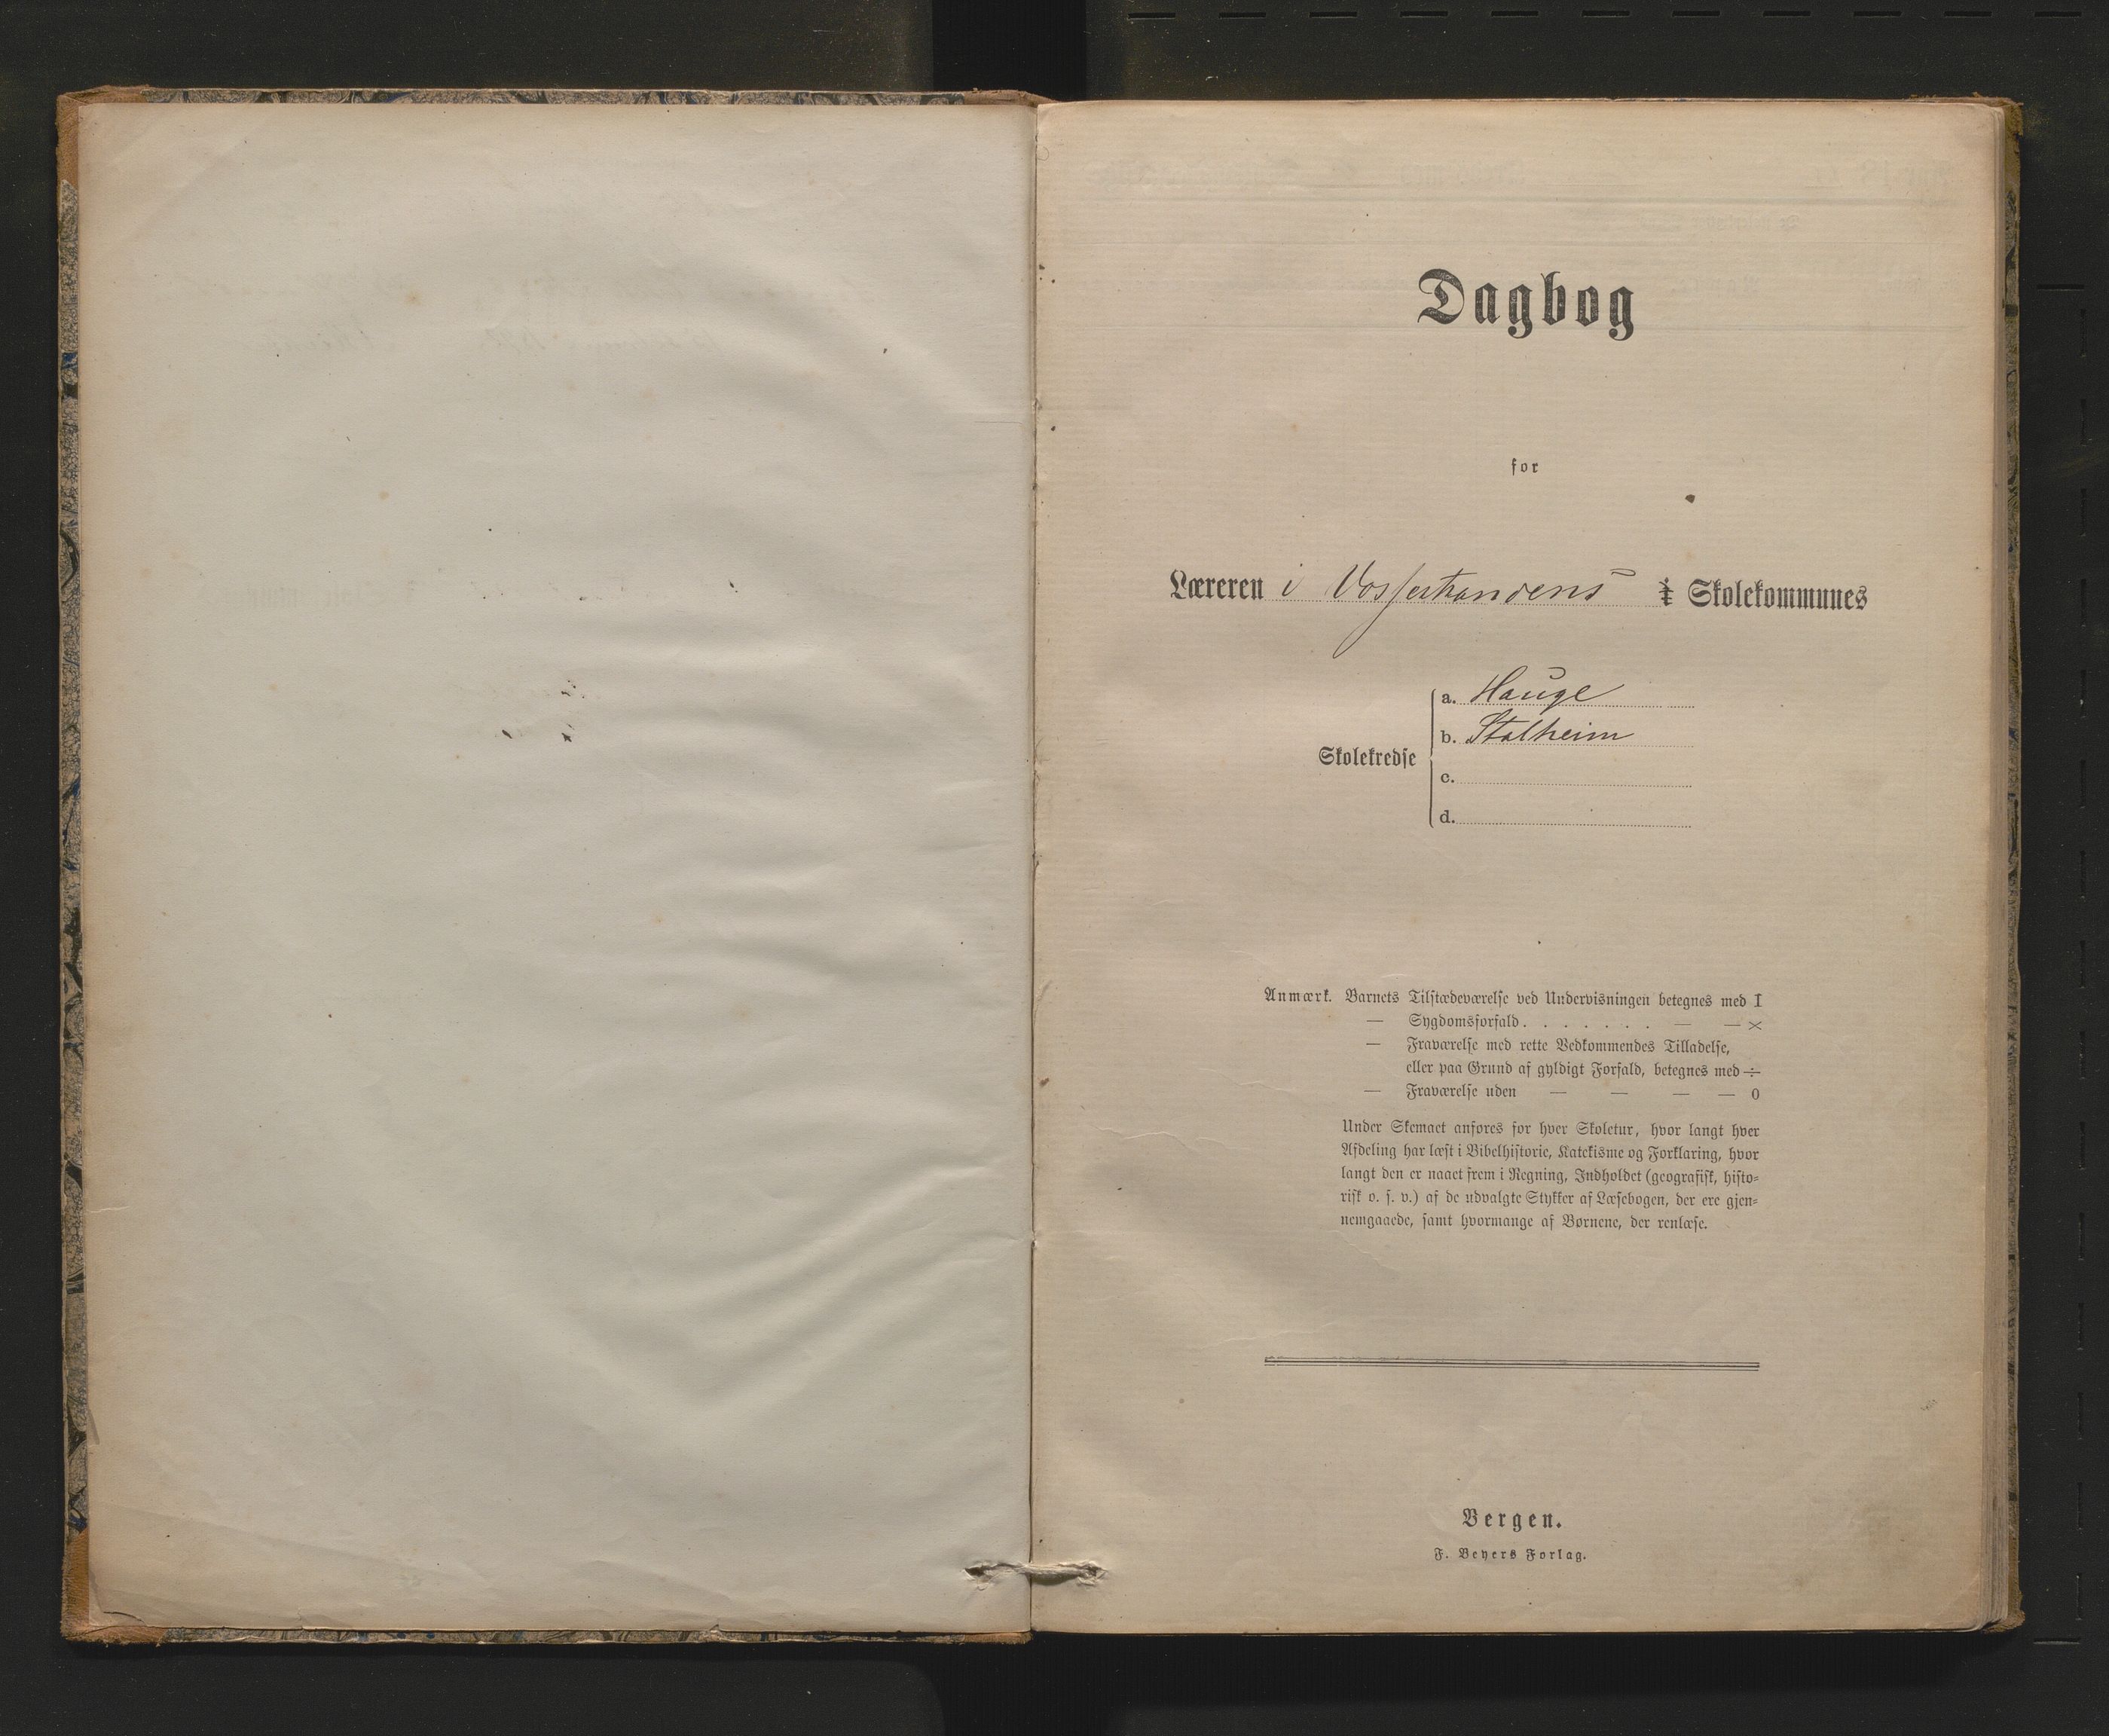 Dagbog
for
Læreren i Vossestrandens i Skolekommunes
Skolekredse
a. Hauge
b. Stalheim
c.
d.
Anmærk. Barnets Tilstædeværelse ved Undervisningen betegnes med I
— Sygdomsforfald . . . . . . . — — ×
— Fraværelse med rette Vedkommendes Tilladelse,
eller paa Grund af gyldigt Forfald, betegnes med ÷
— Fraværelse uden — — — — 0
Under Skemaet anføres for hver Skoletur, hvor langt hver
Afdeling har læst i Bibelhistorie, Katekisme og Forklaring, hvor
langt den er naaet frem i Regning, Indholdet (geografisk, histo-
risk o. s. v.) af de udvalgte Stykker af Læsebogen, der ere gjen-
nemgaaede, samt hvormange af Børnene, der renlæse.
Bergen.
F. Beyers Forlag.